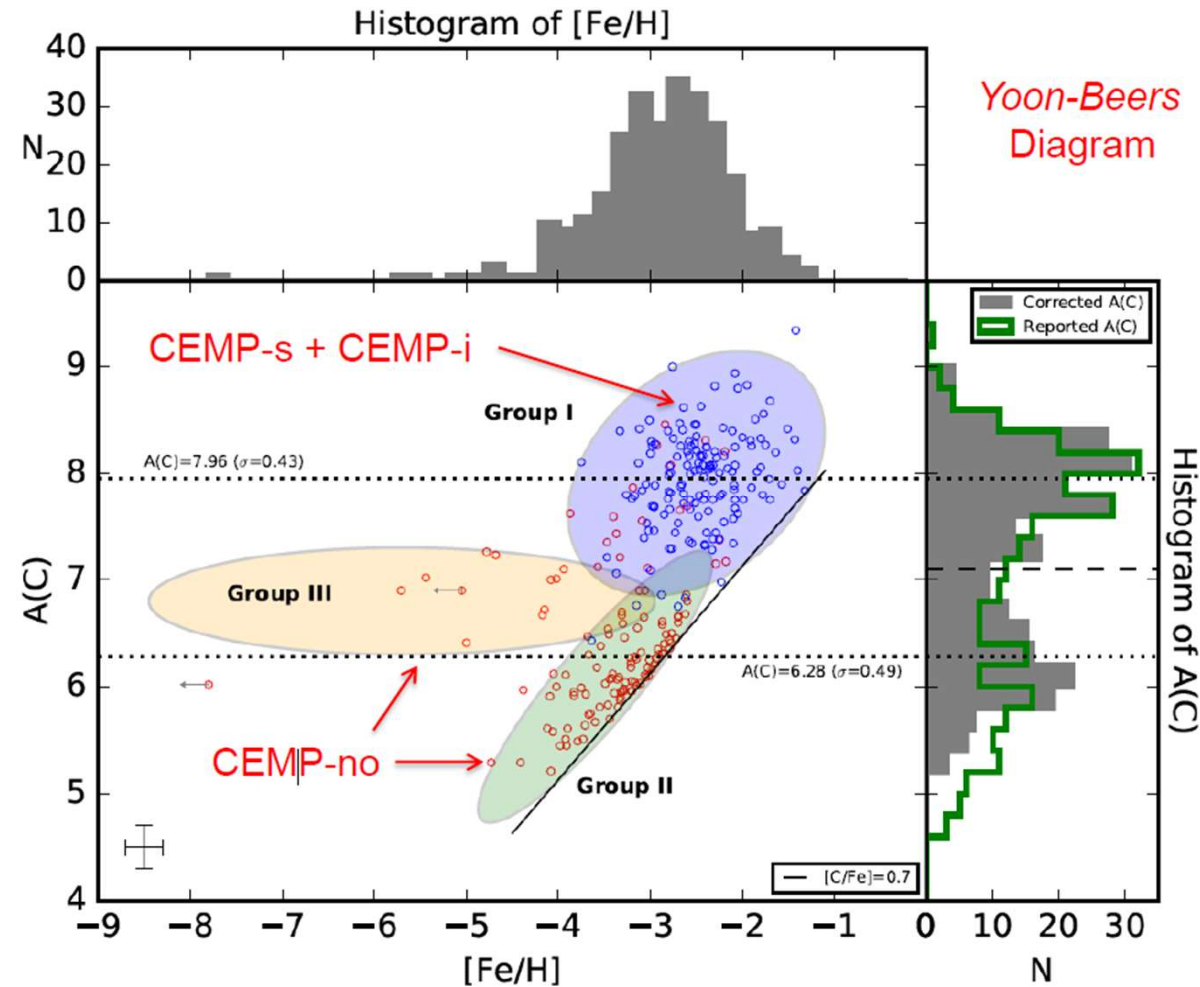 Histogram of [Fe/H]
40
30
N
20
10
0
Yoon-Beers
Diagram
Corrected A(C)
Reported A(C)
CEMP-s + CEMP-i
Group I
A(C)=7.96 (σ=0.43)
Group III
A(C)=6.28 (σ=0.49)
CEMP-no
Group II
[C/Fe]=0.7
9
8
7
6
5
4
A(C)
−9 −8 −7 −6 −5 −4 −3 −2 −1
[Fe/H]
0 10 20 30
N
Histogram of A(C)